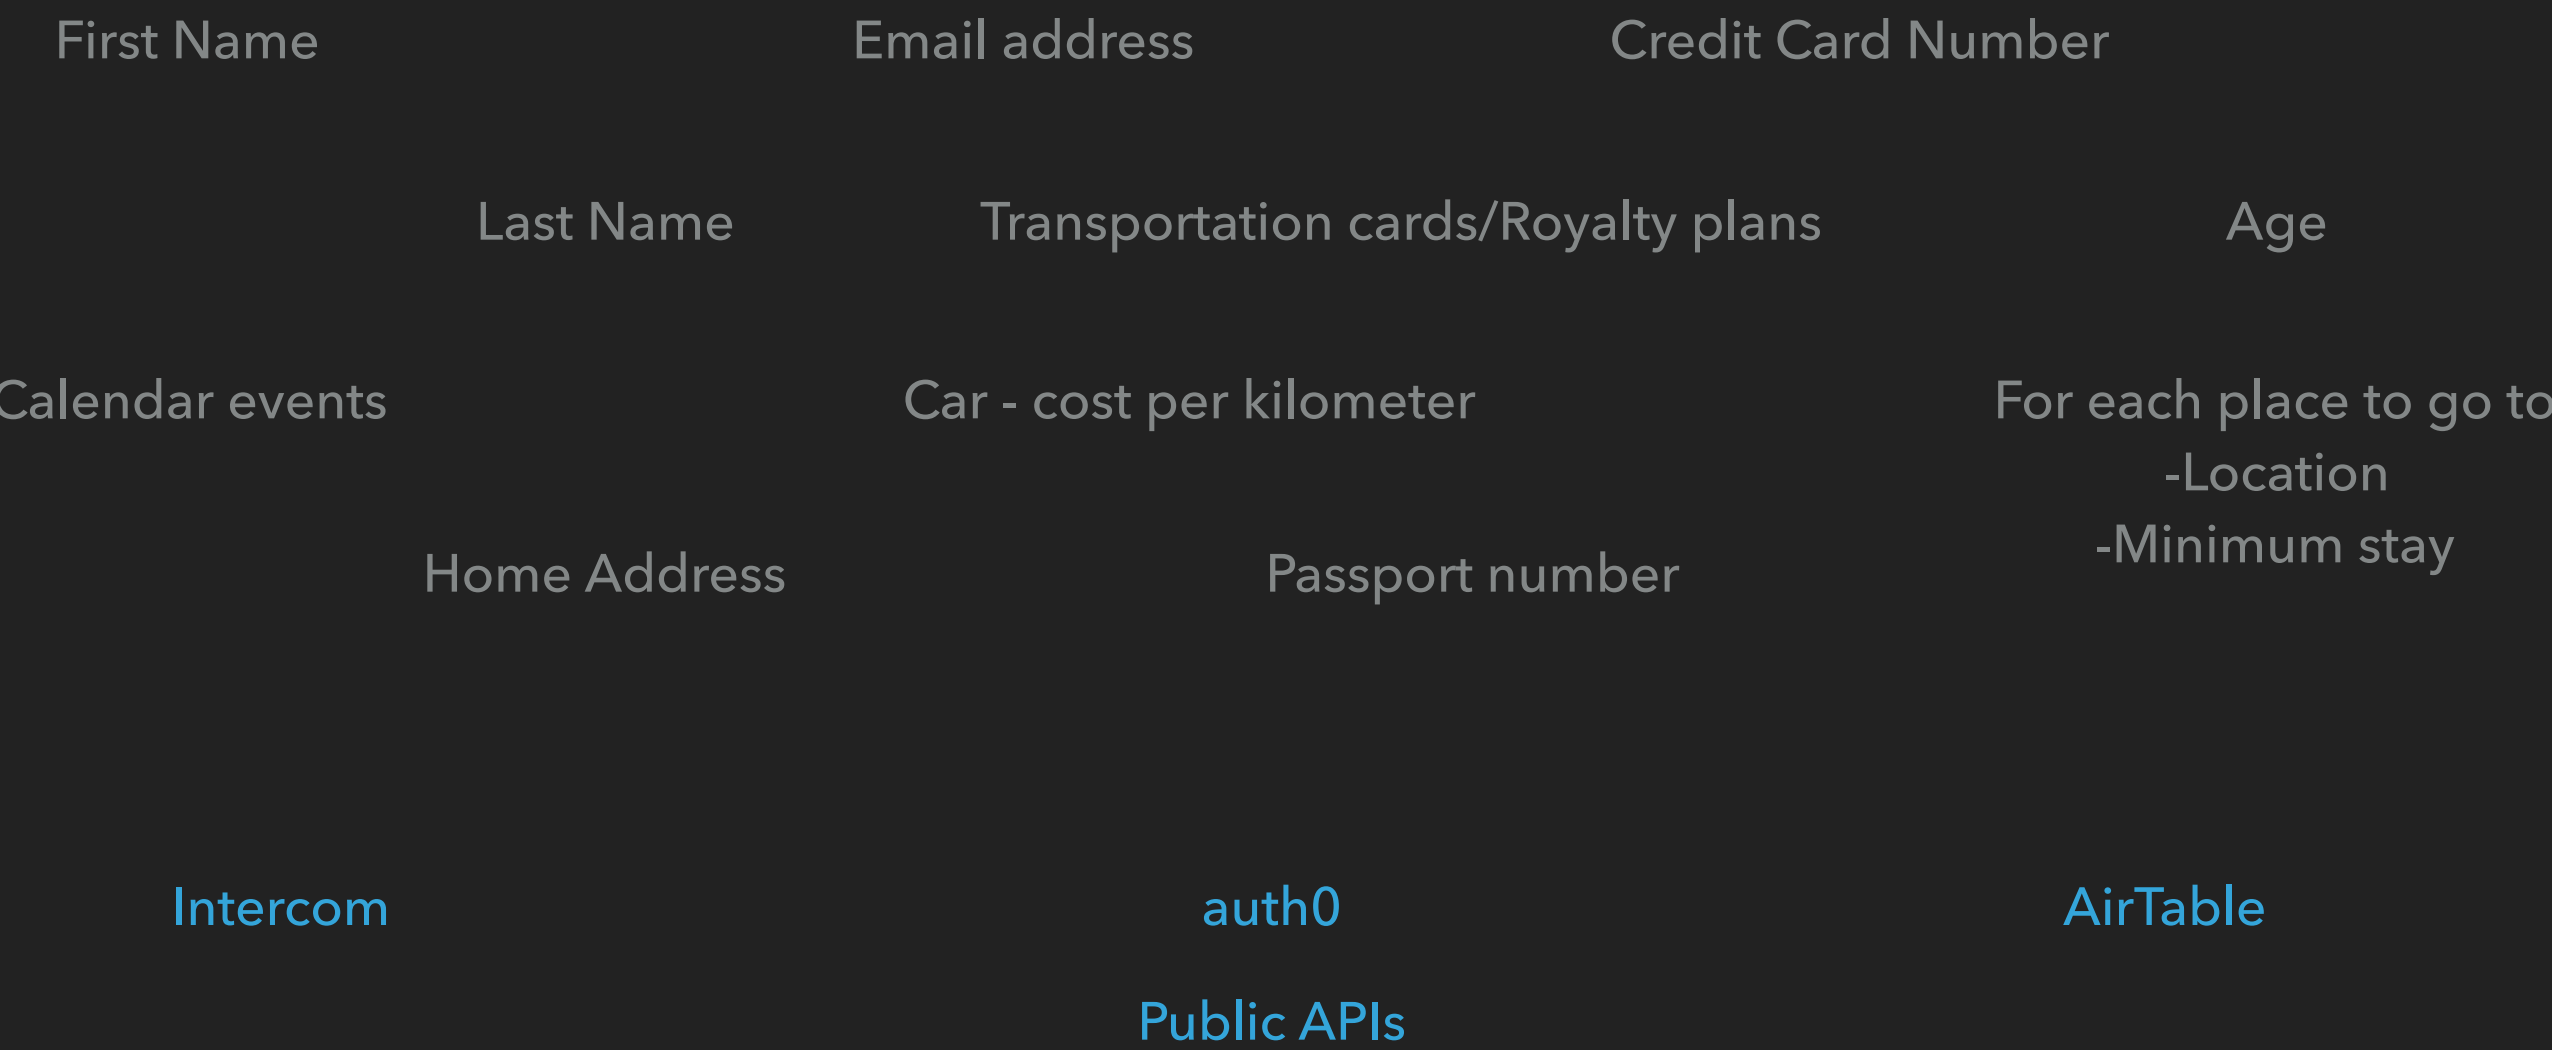 First Name
Email address
Credit Card Number
Last Name
Transportation cards/Royalty plans
Age
Calendar events
Car - cost per kilometer
For each place to go to
-Location
-Minimum stay
Home Address
Passport number
Intercom
auth0
AirTable
Public APIs